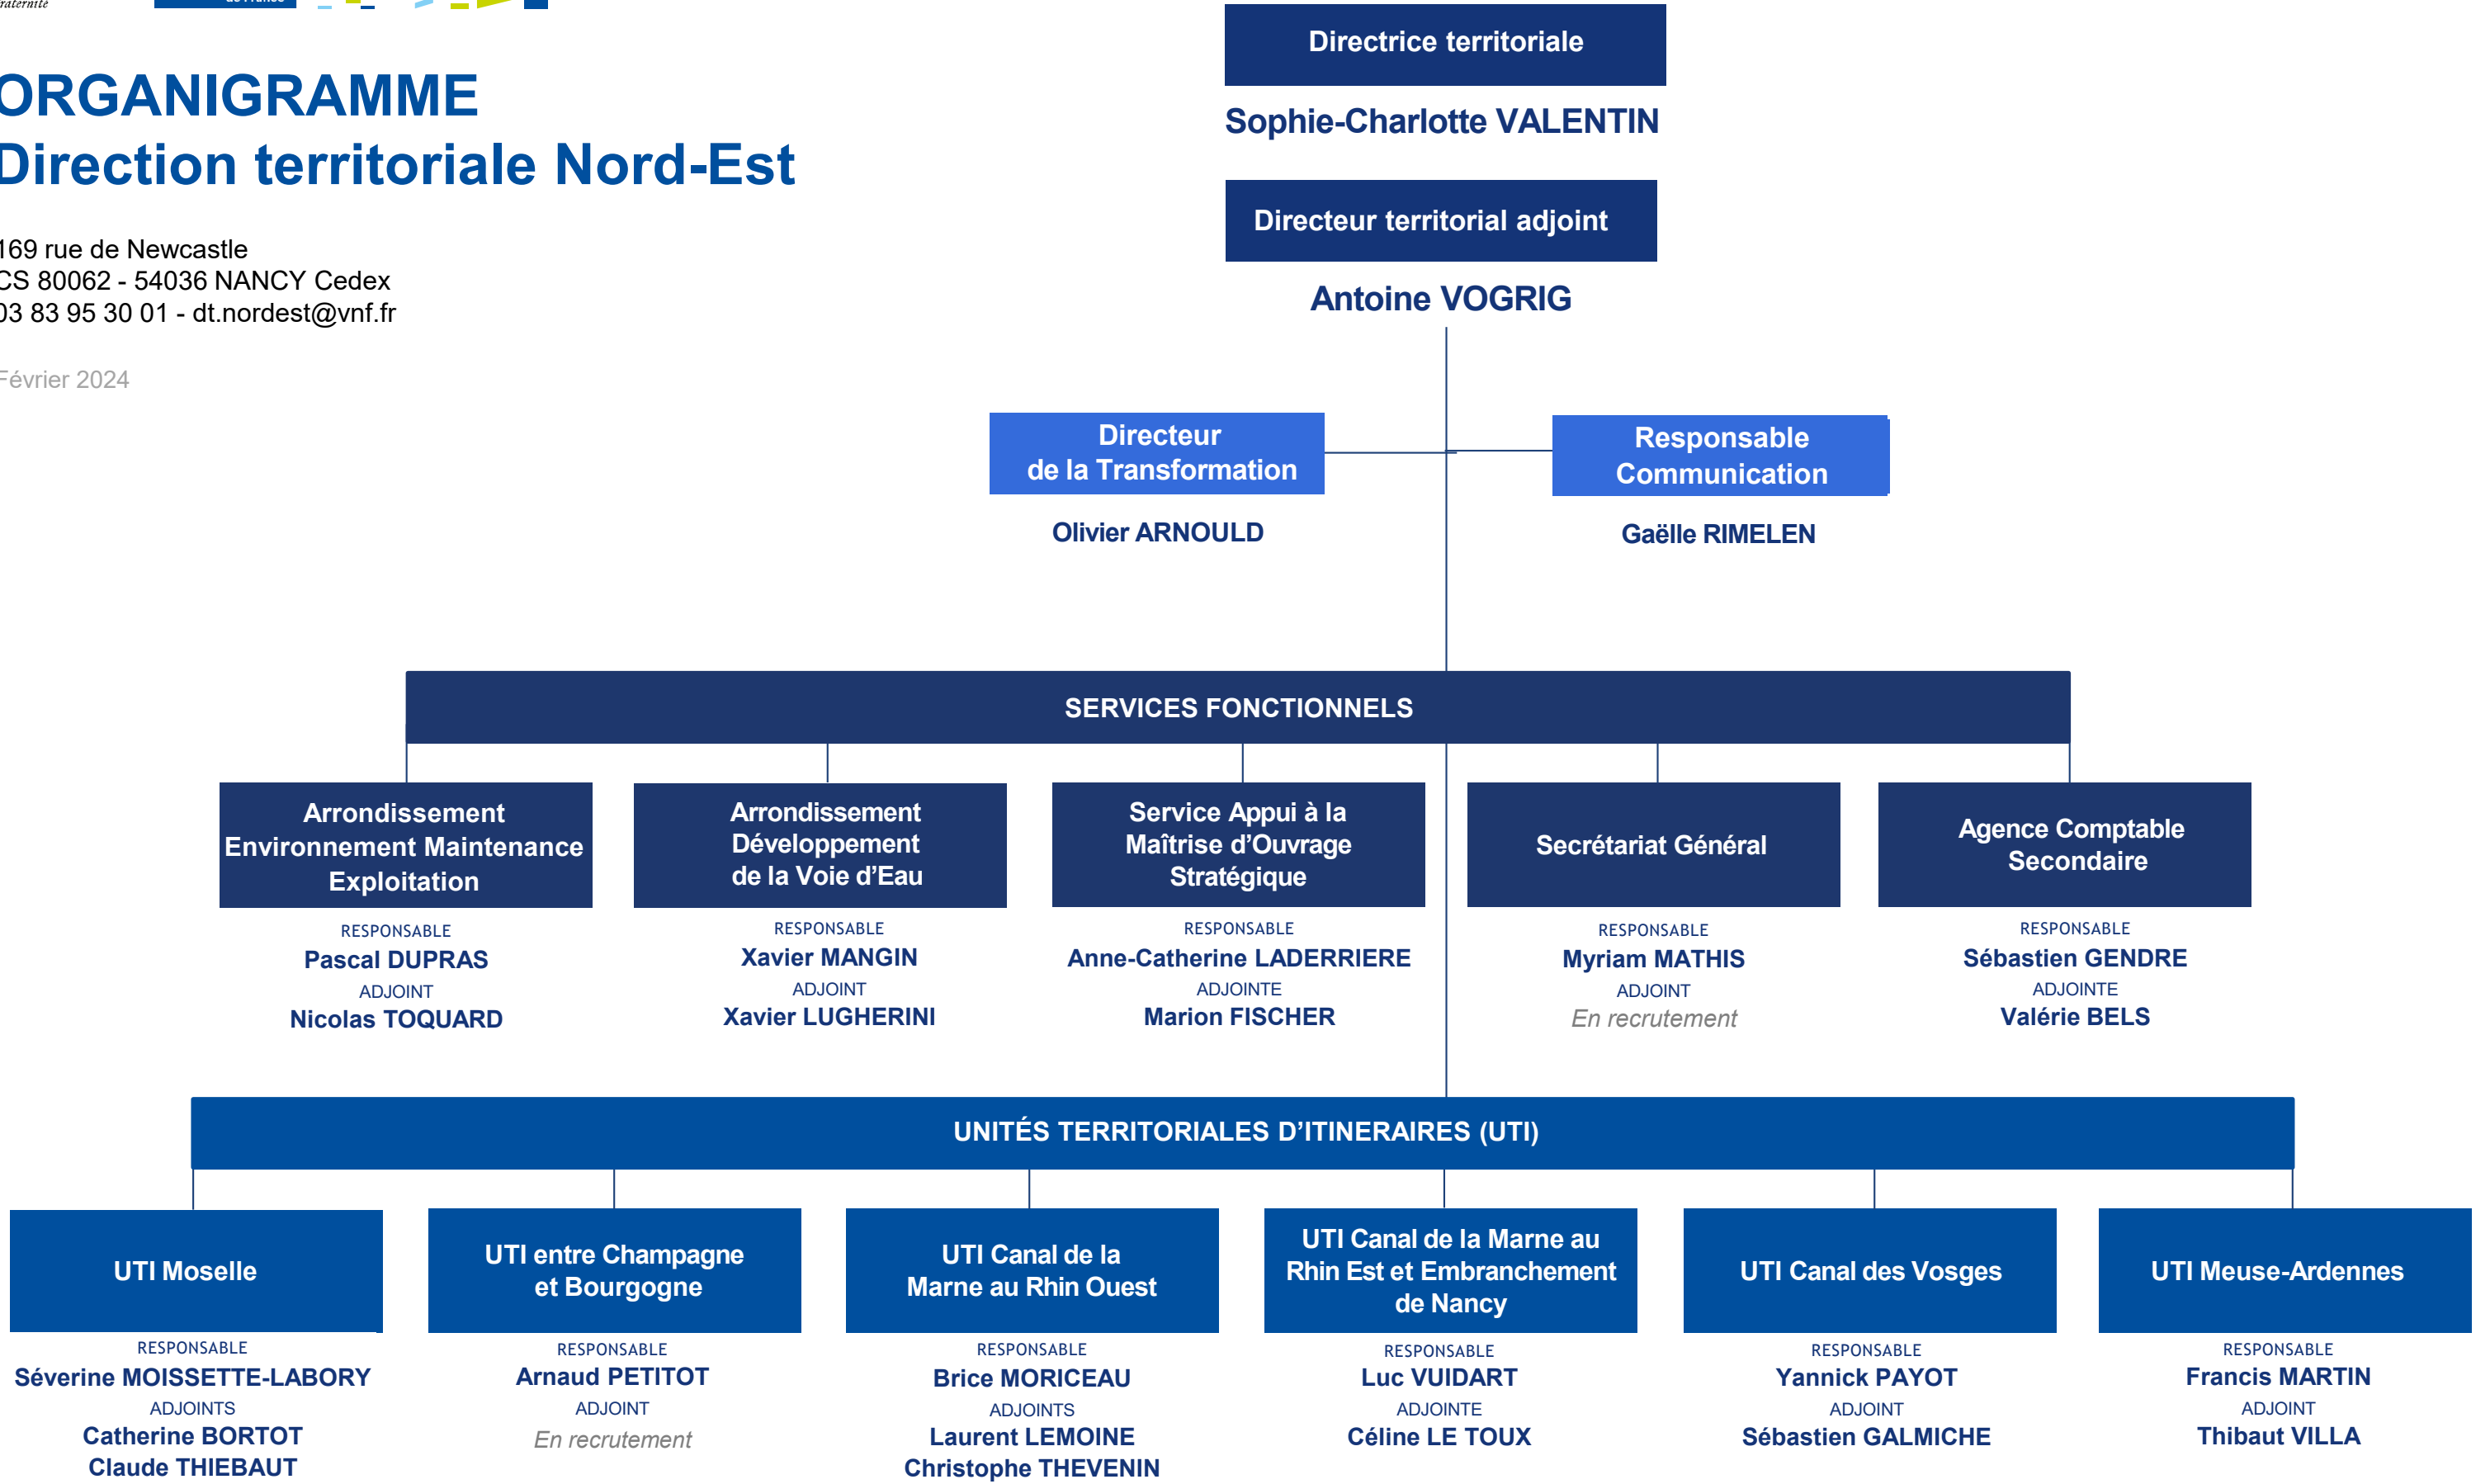 ORGANIGRAMME
Direction territoriale Nord-Est
169 rue de Newcastle
CS 80062 - 54036 NANCY Cedex
03 83 95 30 01 - dt.nordest@vnf.fr
Février 2024
Directrice territoriale
Sophie-Charlotte VALENTIN
Directeur territorial adjoint
Antoine VOGRIG
Directeur
de la Transformation
Olivier ARNOULD
Responsable
Communication
Gaëlle RIMELEN
SERVICES FONCTIONNELS
Arrondissement
Environnement Maintenance
Exploitation
RESPONSABLE
Pascal DUPRAS
ADJOINT
Nicolas TOQUARD
Arrondissement
Développement
de la Voie d’Eau
RESPONSABLE
Xavier MANGIN
ADJOINT
Xavier LUGHERINI
Service Appui à la
Maîtrise d’Ouvrage
Stratégique
RESPONSABLE
Anne-Catherine LADERRIERE
ADJOINTE
Marion FISCHER
Secrétariat Général
RESPONSABLE
Myriam MATHIS
ADJOINT
En recrutement
Agence Comptable
Secondaire
RESPONSABLE
Sébastien GENDRE
ADJOINTE
Valérie BELS
UNITÉS TERRITORIALES D’ITINERAIRES (UTI)
UTI Moselle
RESPONSABLE
Séverine MOISSETTE-LABORY
ADJOINTS
Catherine BORTOT
Claude THIEBAUT
UTI entre Champagne
et Bourgogne
RESPONSABLE
Arnaud PETITOT
ADJOINT
En recrutement
UTI Canal de la
Marne au Rhin Ouest
RESPONSABLE
Brice MORICEAU
ADJOINTS
Laurent LEMOINE
Christophe THEVENIN
UTI Canal de la Marne au
Rhin Est et Embranchement
de Nancy
RESPONSABLE
Luc VUIDART
ADJOINTE
Céline LE TOUX
UTI Canal des Vosges
RESPONSABLE
Yannick PAYOT
ADJOINT
Sébastien GALMICHE
UTI Meuse-Ardennes
RESPONSABLE
Francis MARTIN
ADJOINT
Thibaut VILLA